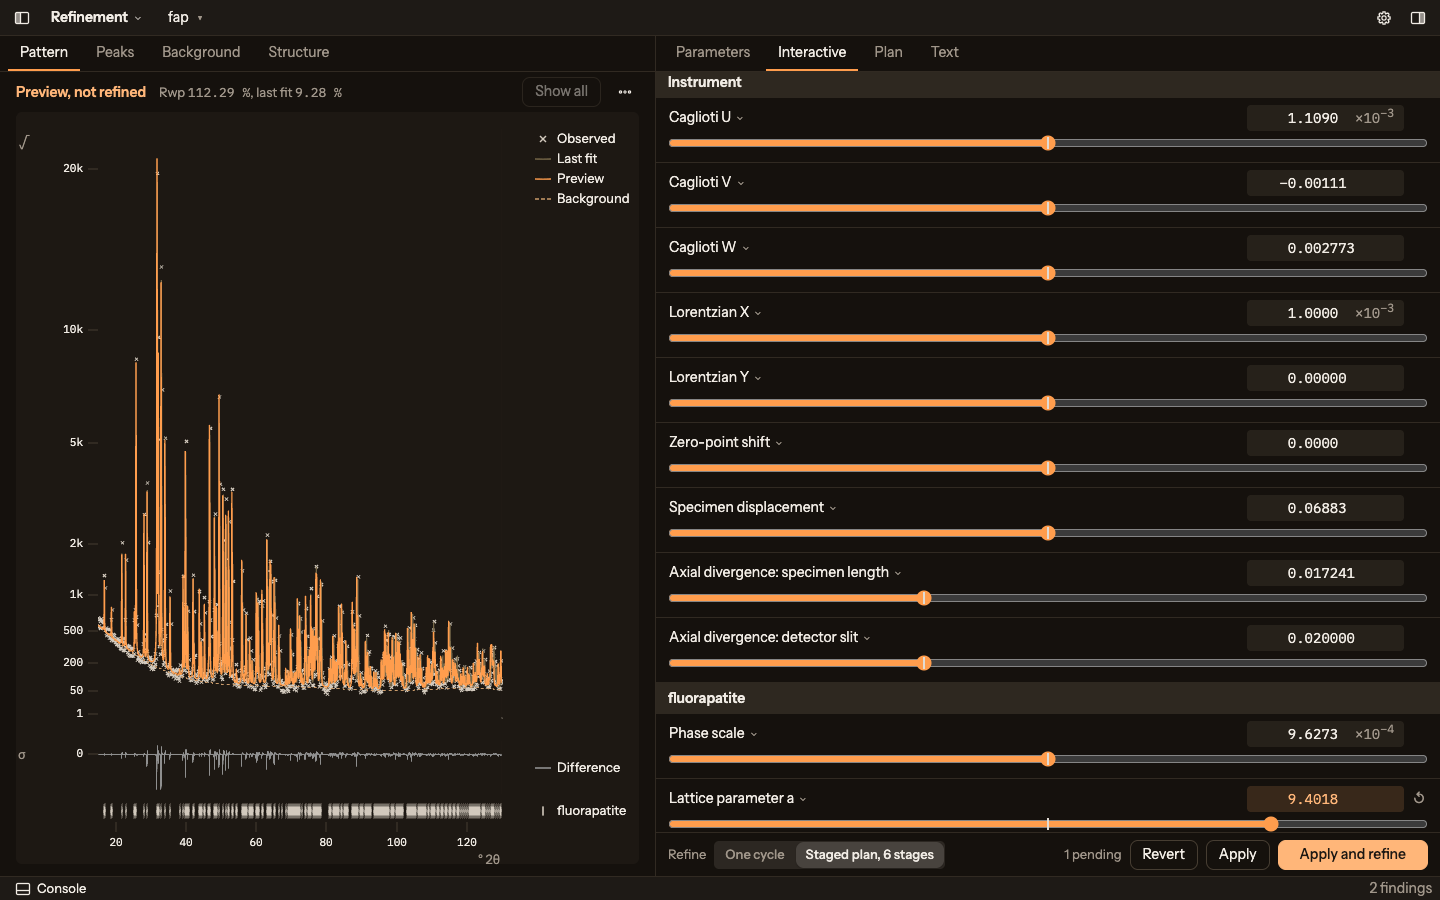 Refinement
fap
Pattern Peaks Background Structure
Preview, not refined Rwp 112.29 %, last fit 9.28 %
Show all
√
× Observed
Last fit
Preview
Background
20k
10k
5k
2k
1k
500
200
50
1
σ
0
Difference
fluorapatite
20 40 60 80 100 120
°2θ
Parameters Interactive Plan Text
Instrument
Caglioti U 1.1090 ×10⁻³
Caglioti V −0.00111
Caglioti W 0.002773
Lorentzian X 1.0000 ×10⁻³
Lorentzian Y 0.00000
Zero-point shift 0.0000
Specimen displacement 0.06883
Axial divergence: specimen length 0.017241
Axial divergence: detector slit 0.020000
fluorapatite
Phase scale 9.6273 ×10⁻⁴
Lattice parameter a 9.4018
Refine One cycle Staged plan, 6 stages 1 pending Revert Apply Apply and refine
Console
2 findings